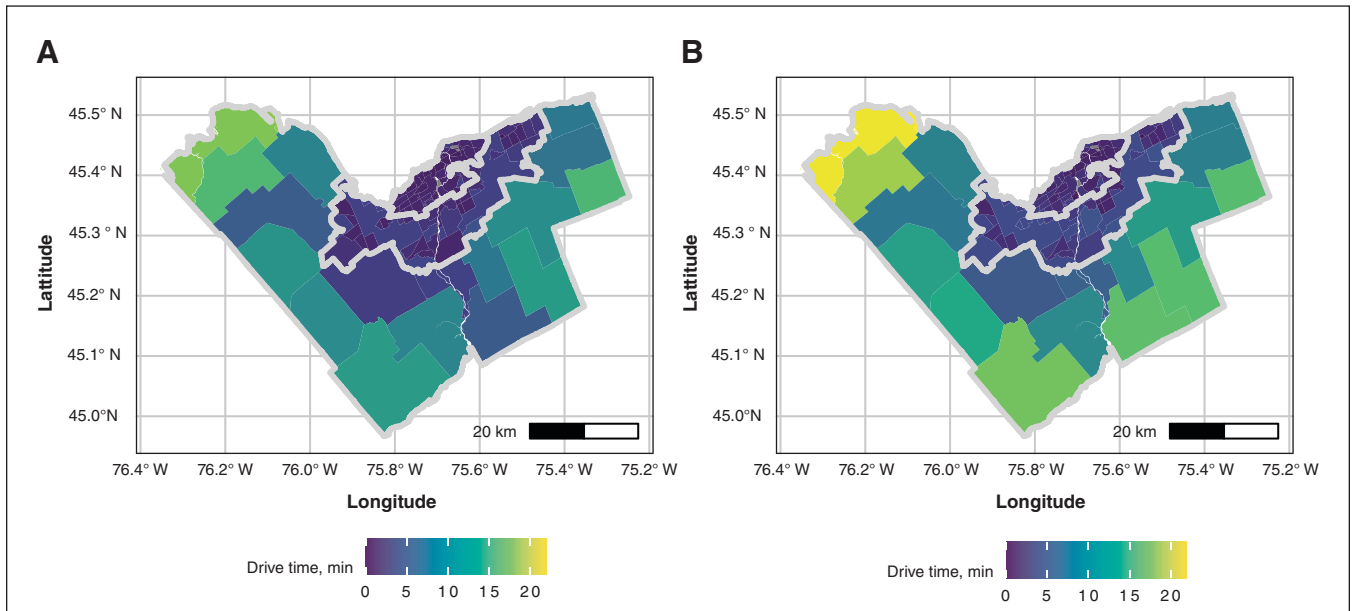 A
45.5° N
45.4° N
45.3 ° N
45.2° N
45.1° N
45.0°N
Lattitude
20 km
76.4° W 76.2° W 76.0° W 75.8° W 75.6° W 75.4° W 75.2° W
Longitude
Drive time, min
0 5 10 15 20
B
45.5° N
45.4° N
45.3 ° N
45.2° N
45.1° N
45.0°N
Lattitude
20 km
76.4° W 76.2° W 76.0° W 75.8° W 75.6° W 75.4° W 75.2° W
Longitude
Drive time, min
0 5 10 15 20